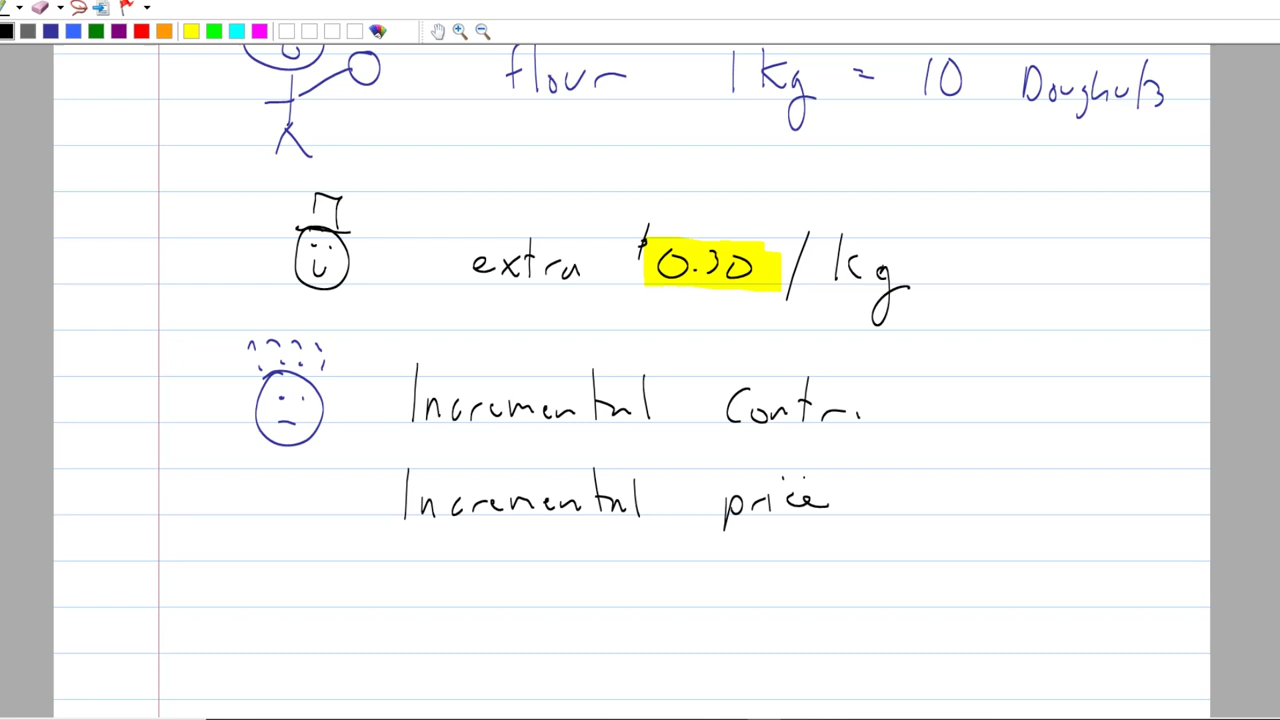 flour 1 kg = 10 Doughnuts
extra $0.30 / kg
Incremental Contr.
Incremental price